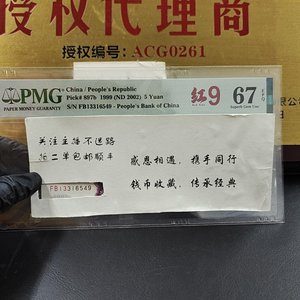 授权代理商
授权编号： ACG0261
PMG
PAPER MONEY GUARANTY
China / People's Republic
Pick# 897b 1999 (ND 2002) 5 Yuan
S/N FB13316549 - People's Bank of China
红9
67 EPQ
Superb Gem Unc
关注主播不迷路
拍二单包邮顺丰
感恩相遇，携手同行
钱币收藏，传承经典
FB13316549